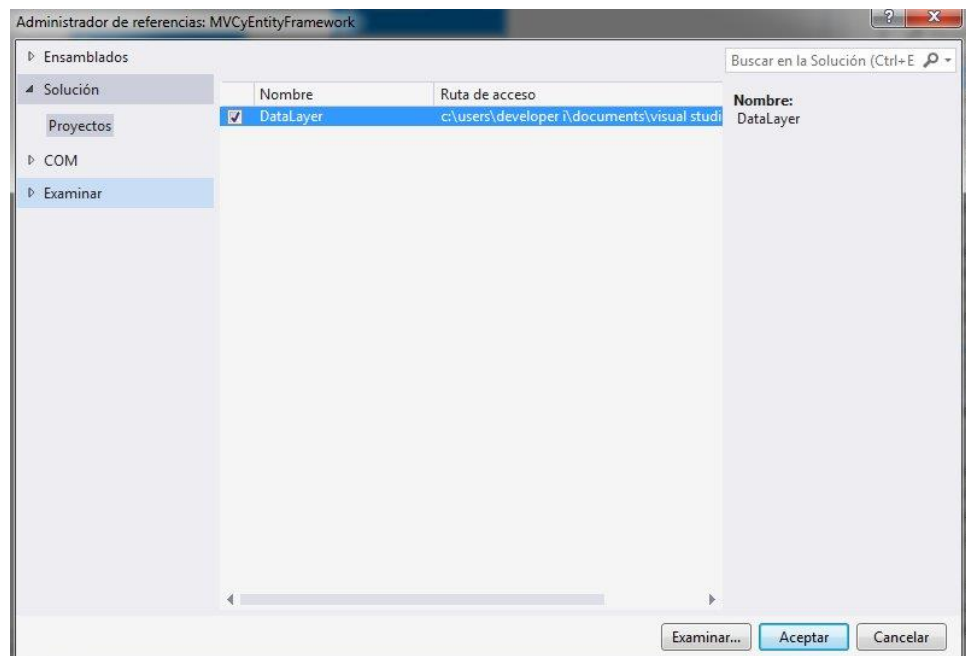 Administrador de referencias: MVCyEntityFramework
Ensamblados
Solución
Proyectos
COM
Examinar
Nombre
Ruta de acceso
DataLayer
c:\users\developer i\documents\visual studi
Buscar en la Solución (Ctrl+E
Nombre:
DataLayer
Examinar...
Aceptar
Cancelar